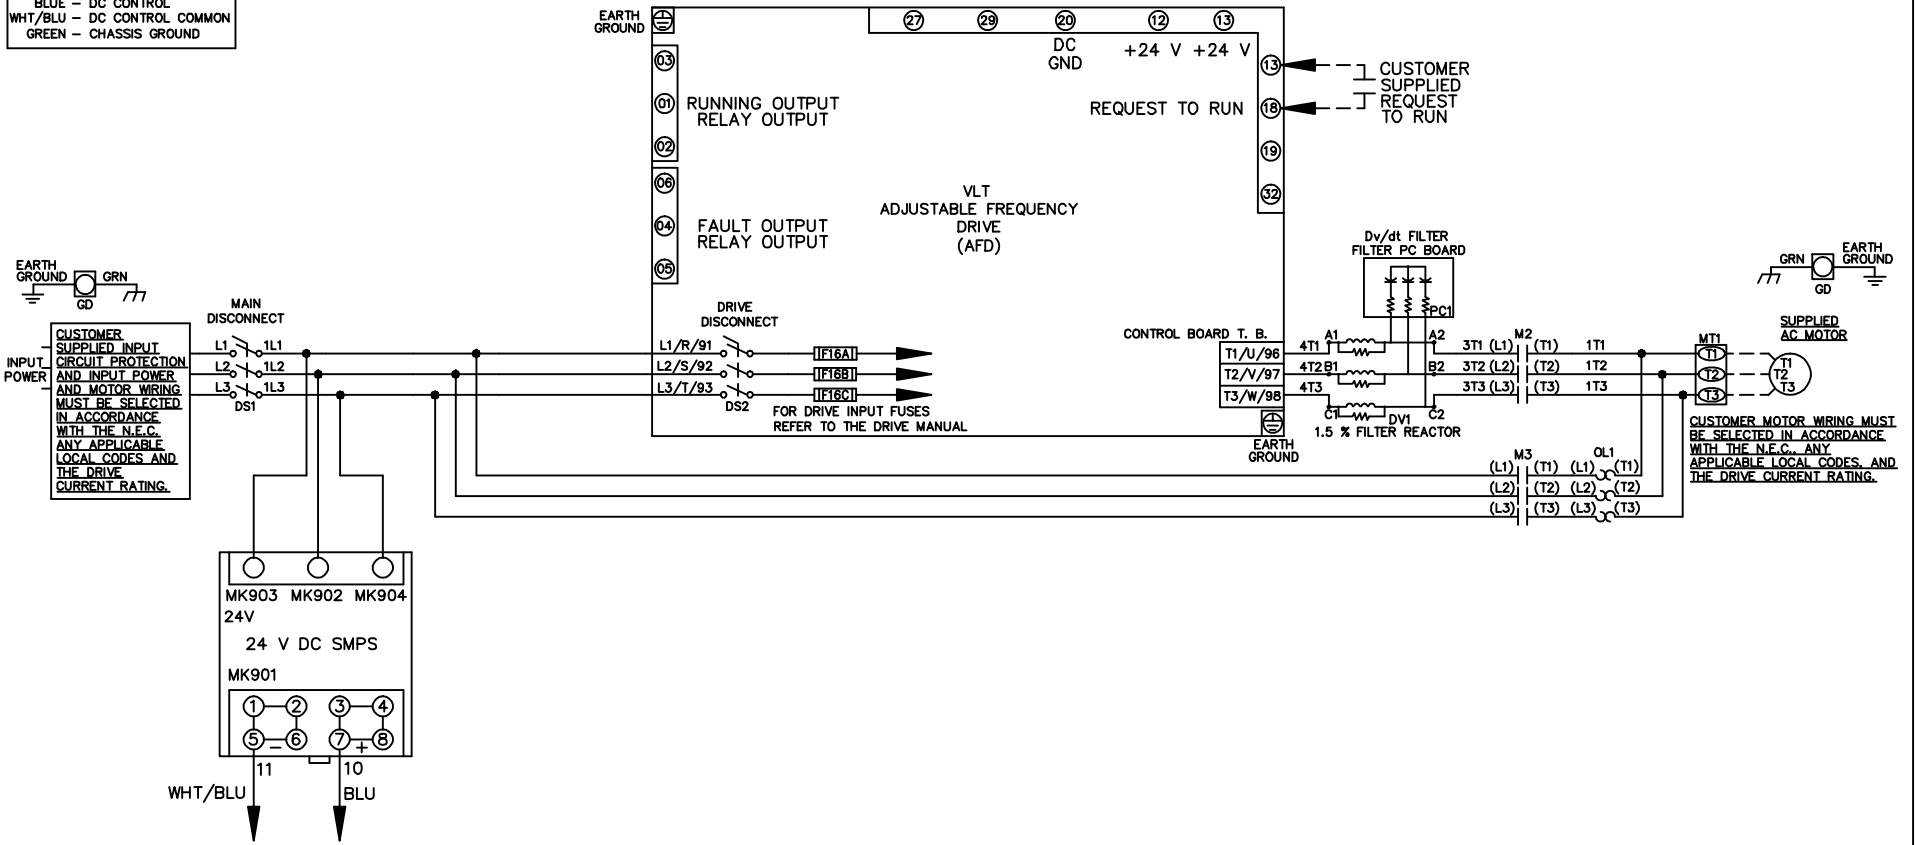 BLUE – DC CONTROL
WHT/BLU – DC CONTROL COMMON
GREEN – CHASSIS GROUND
EARTH
GROUND
27
29
20
12
13
DC
GND
+24 V
+24 V
03
01
02
RUNNING OUTPUT
RELAY OUTPUT
06
04
05
FAULT OUTPUT
RELAY OUTPUT
REQUEST TO RUN
13
18
19
32
CUSTOMER
SUPPLIED
REQUEST
TO RUN
VLT
ADJUSTABLE FREQUENCY
DRIVE
(AFD)
EARTH
GROUND
GRN
GD
INPUT
POWER
CUSTOMER
SUPPLIED INPUT
CIRCUIT PROTECTION
AND INPUT POWER
AND MOTOR WIRING
MUST BE SELECTED
IN ACCORDANCE
WITH THE N.E.C.
ANY APPLICABLE
LOCAL CODES AND
THE DRIVE
CURRENT RATING.
MAIN
DISCONNECT
L1
1L1
L2
1L2
L3
1L3
DS1
DRIVE
DISCONNECT
L1/R/91
L2/S/92
L3/T/93
DS2
F16A
F16B
F16C
FOR DRIVE INPUT FUSES
REFER TO THE DRIVE MANUAL
CONTROL BOARD T. B.
T1/U/96
T2/V/97
T3/W/98
EARTH
GROUND
Dv/dt FILTER
FILTER PC BOARD
PC1
4T1
A1
A2
4T2
B1
B2
4T3
C1
C2
DV1
1.5 % FILTER REACTOR
M2
3T1 (L1)
(T1)
1T1
3T2 (L2)
(T2)
1T2
3T3 (L3)
(T3)
1T3
MT1
T1
T2
T3
GRN
EARTH
GROUND
GD
SUPPLIED
AC MOTOR
T1
T2
T3
CUSTOMER MOTOR WIRING MUST
BE SELECTED IN ACCORDANCE
WITH THE N.E.C., ANY
APPLICABLE LOCAL CODES, AND
THE DRIVE CURRENT RATING.
M3
OL1
(L1)
(T1)
(L1)
(T1)
(L2)
(T2)
(L2)
(T2)
(L3)
(T3)
(L3)
(T3)
MK903
MK902
MK904
24V
24 V DC SMPS
MK901
1
2
3
4
5
–
6
7
+
8
11
10
WHT/BLU
BLU